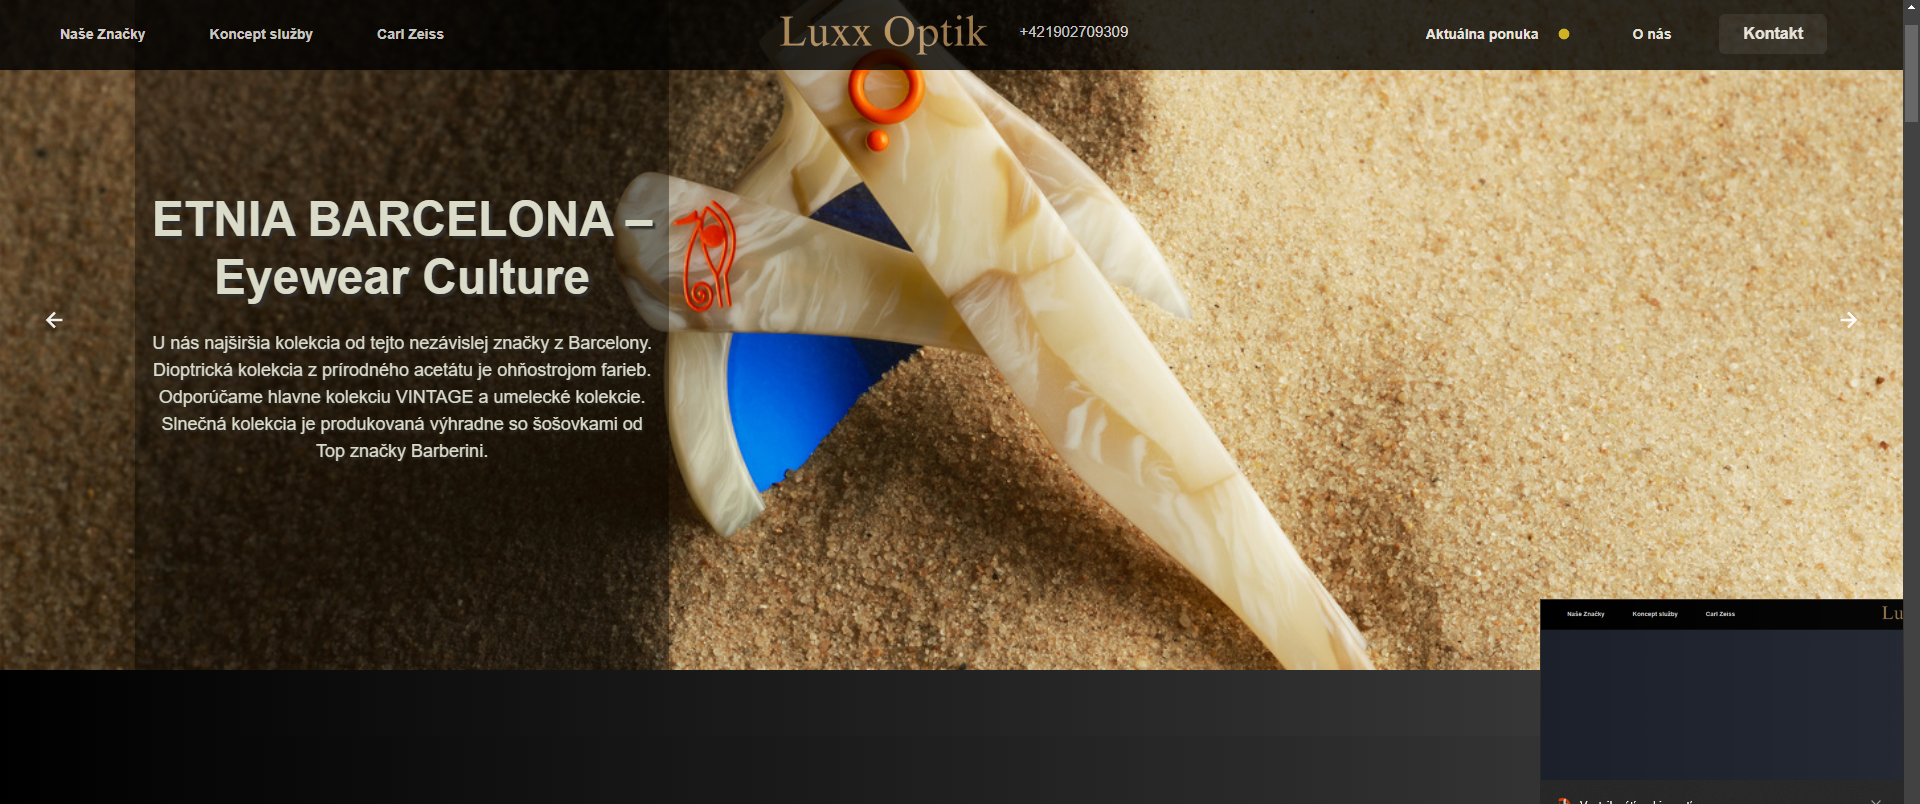 Naše Značky
Koncept služby
Carl Zeiss
Luxx Optik
+421902709309
Aktuálna ponuka
O nás
Kontakt
ETNIA BARCELONA –
Eyewear Culture
U nás najširšia kolekcia od tejto nezávislej značky z Barcelony.
Dioptrická kolekcia z prírodného acetátu je ohňostrojom farieb.
Odporúčame hlavne kolekciu VINTAGE a umelecké kolekcie.
Slnečná kolekcia je produkovaná výhradne so šošovkami od
Top značky Barberini.
Naše Značky
Koncept služby
Carl Zeiss
Lu